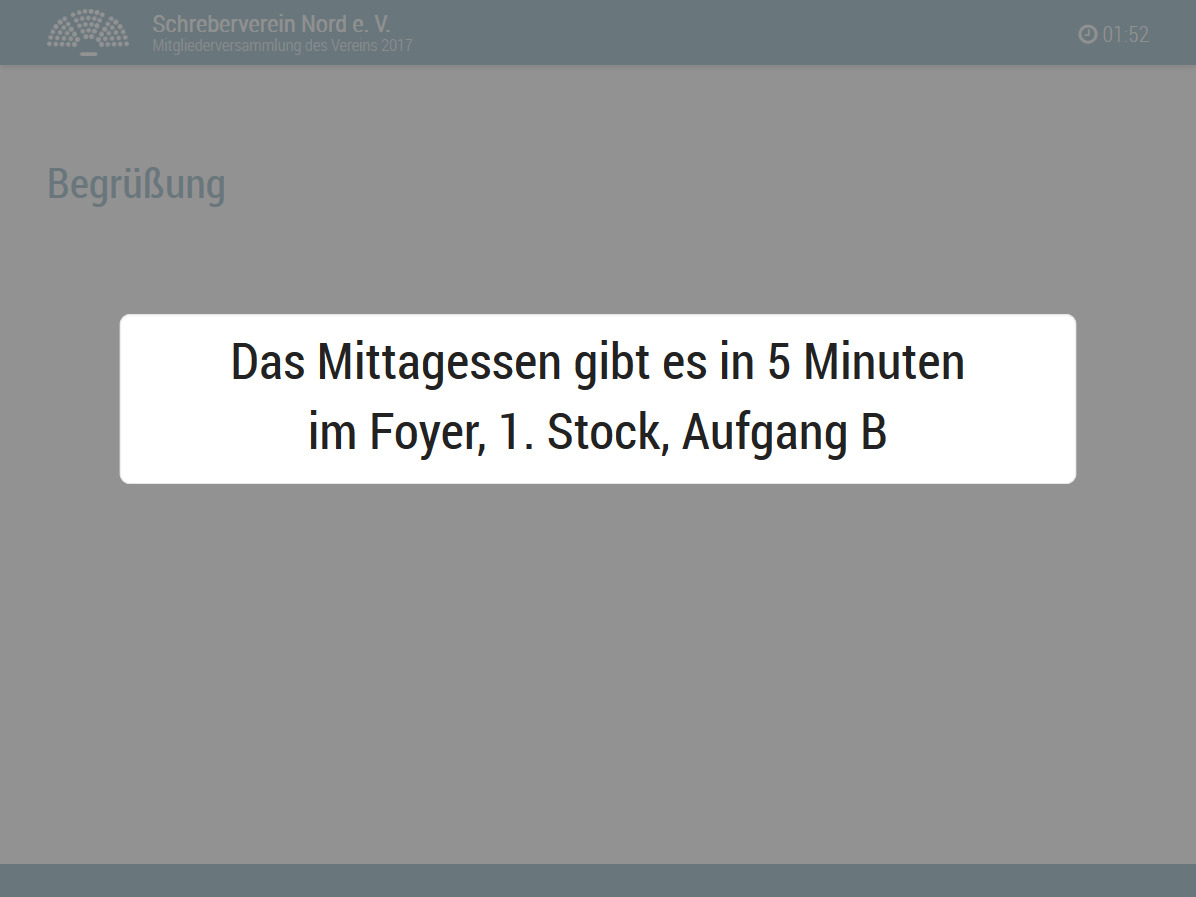 Schreberverein Nord e. V.
Mitgliederversammlung des Vereins 2017
01:52
Begrüßung
Das Mittagessen gibt es in 5 Minuten
im Foyer, 1. Stock, Aufgang B